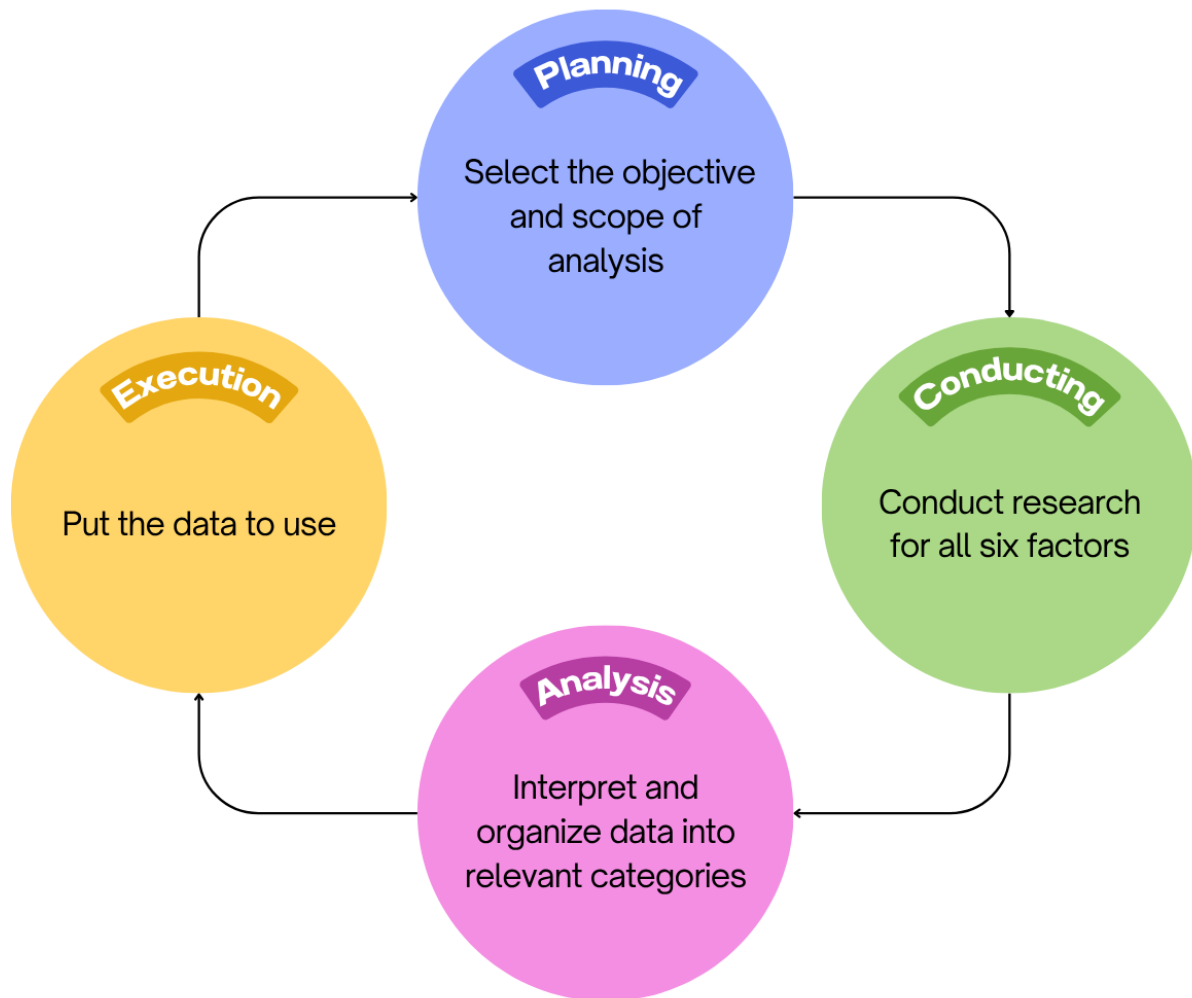 Planning
Select the objective
and scope of
analysis
Conducting
Conduct research
for all six factors
Analysis
Interpret and
organize data into
relevant categories
Execution
Put the data to use